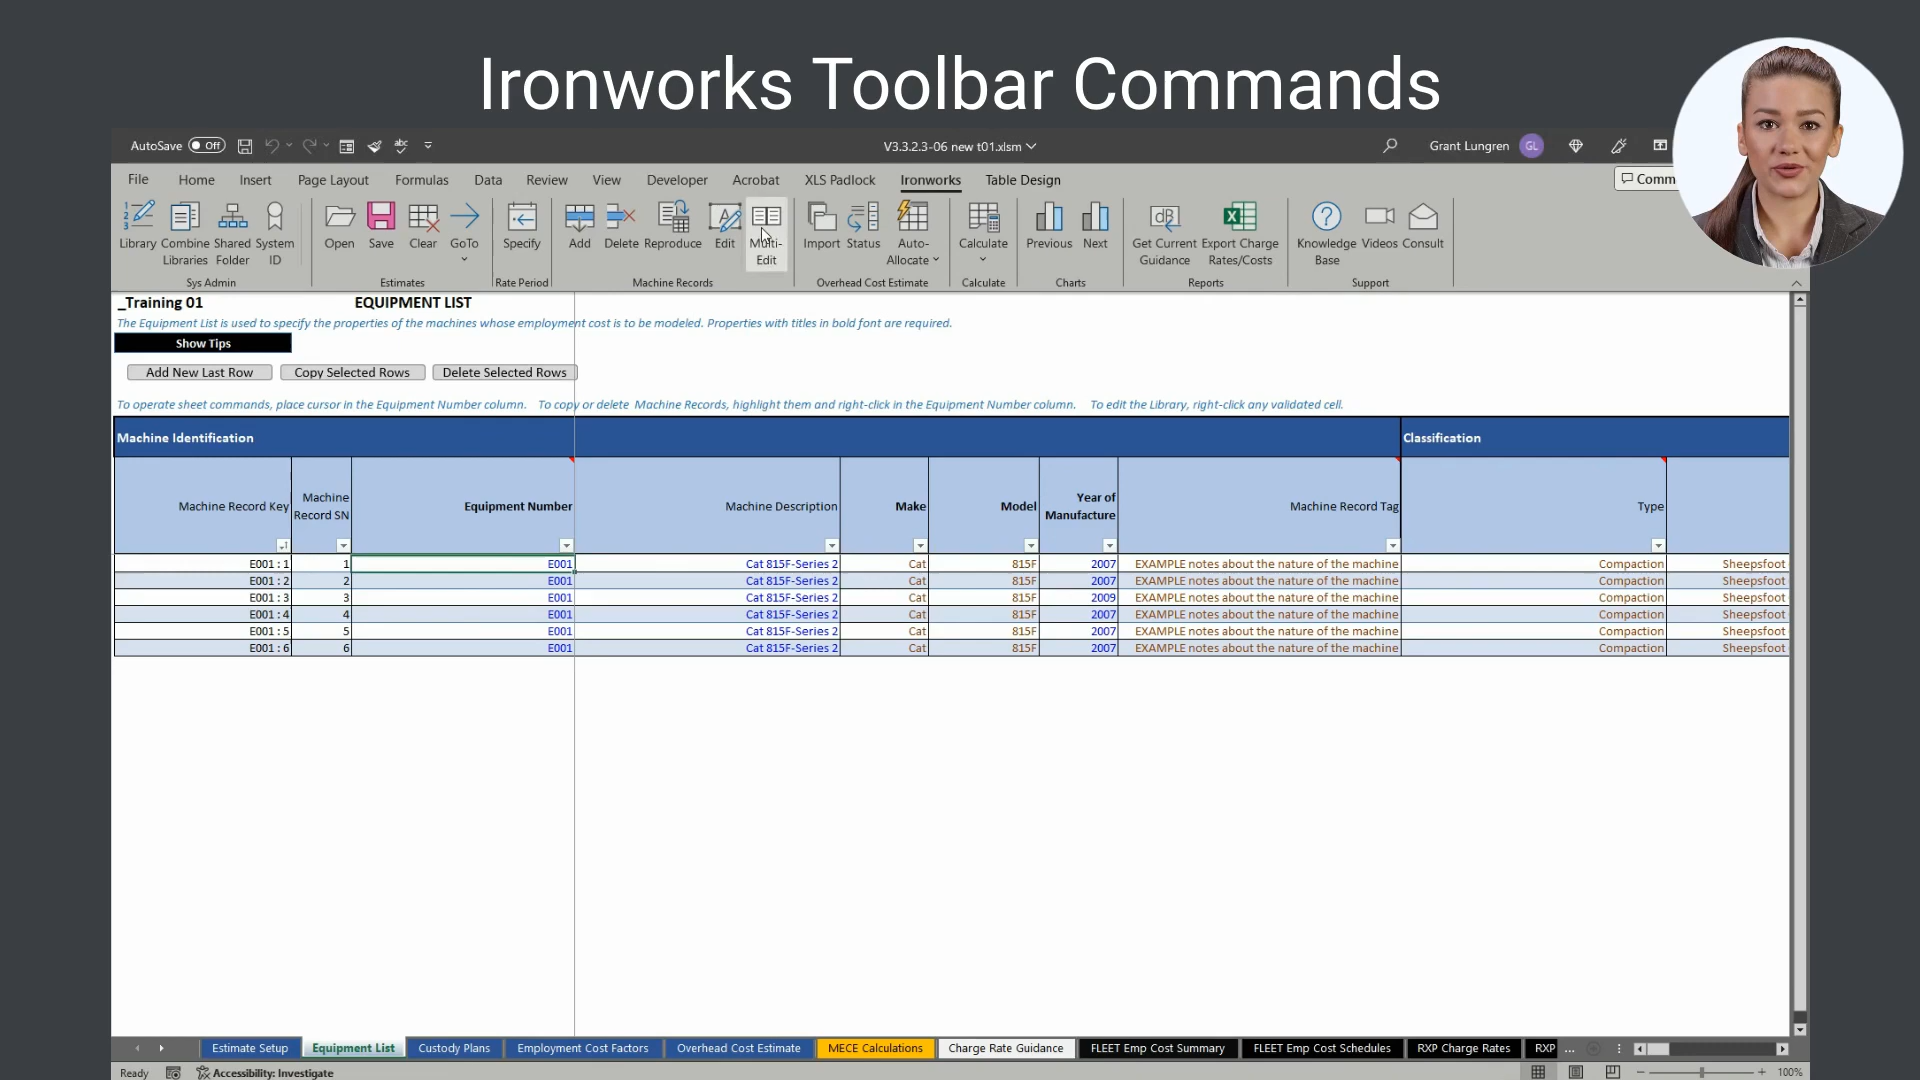 Ironworks Toolbar Commands
AutoSave Off V3.3.2.3-06 new t01.xlsm Grant Lungren GL
File Home Insert Page Layout Formulas Data Review View Developer Acrobat XLS Padlock Ironworks Table Design
Library Combine Libraries Shared Folder System ID Open Save Clear GoTo Specify Add Delete Reproduce Edit Multi-Edit Import Status Auto-Allocate Calculate Previous Next Get Current Guidance Export Charge Rates/Costs Knowledge Base Videos Consult
Sys Admin Estimates Rate Period Machine Records Overhead Cost Estimate Calculate Charts Reports Support
_Training 01 EQUIPMENT LIST
The Equipment List is used to specify the properties of the machines whose employment cost is to be modeled. Properties with titles in bold font are required.
Show Tips
Add New Last Row Copy Selected Rows Delete Selected Rows
To operate sheet commands, place cursor in the Equipment Number column. To copy or delete Machine Records, highlight them and right-click in the Equipment Number column. To edit the Library, right-click any validated cell.
Machine Identification Classification
Machine Record Key Machine Record SN Equipment Number Machine Description Make Model Year of Manufacture Machine Record Tag Type
E001 : 1 1 E001 Cat 815F-Series 2 Cat 815F 2007 EXAMPLE notes about the nature of the machine Compaction Sheepsfoot
E001 : 2 2 E001 Cat 815F-Series 2 Cat 815F 2007 EXAMPLE notes about the nature of the machine Compaction Sheepsfoot
E001 : 3 3 E001 Cat 815F-Series 2 Cat 815F 2009 EXAMPLE notes about the nature of the machine Compaction Sheepsfoot
E001 : 4 4 E001 Cat 815F-Series 2 Cat 815F 2007 EXAMPLE notes about the nature of the machine Compaction Sheepsfoot
E001 : 5 5 E001 Cat 815F-Series 2 Cat 815F 2007 EXAMPLE notes about the nature of the machine Compaction Sheepsfoot
E001 : 6 6 E001 Cat 815F-Series 2 Cat 815F 2007 EXAMPLE notes about the nature of the machine Compaction Sheepsfoot
Estimate Setup Equipment List Custody Plans Employment Cost Factors Overhead Cost Estimate MECE Calculations Charge Rate Guidance FLEET Emp Cost Summary FLEET Emp Cost Schedules RXP Charge Rates RXP ...
Ready Accessibility: Investigate 100%